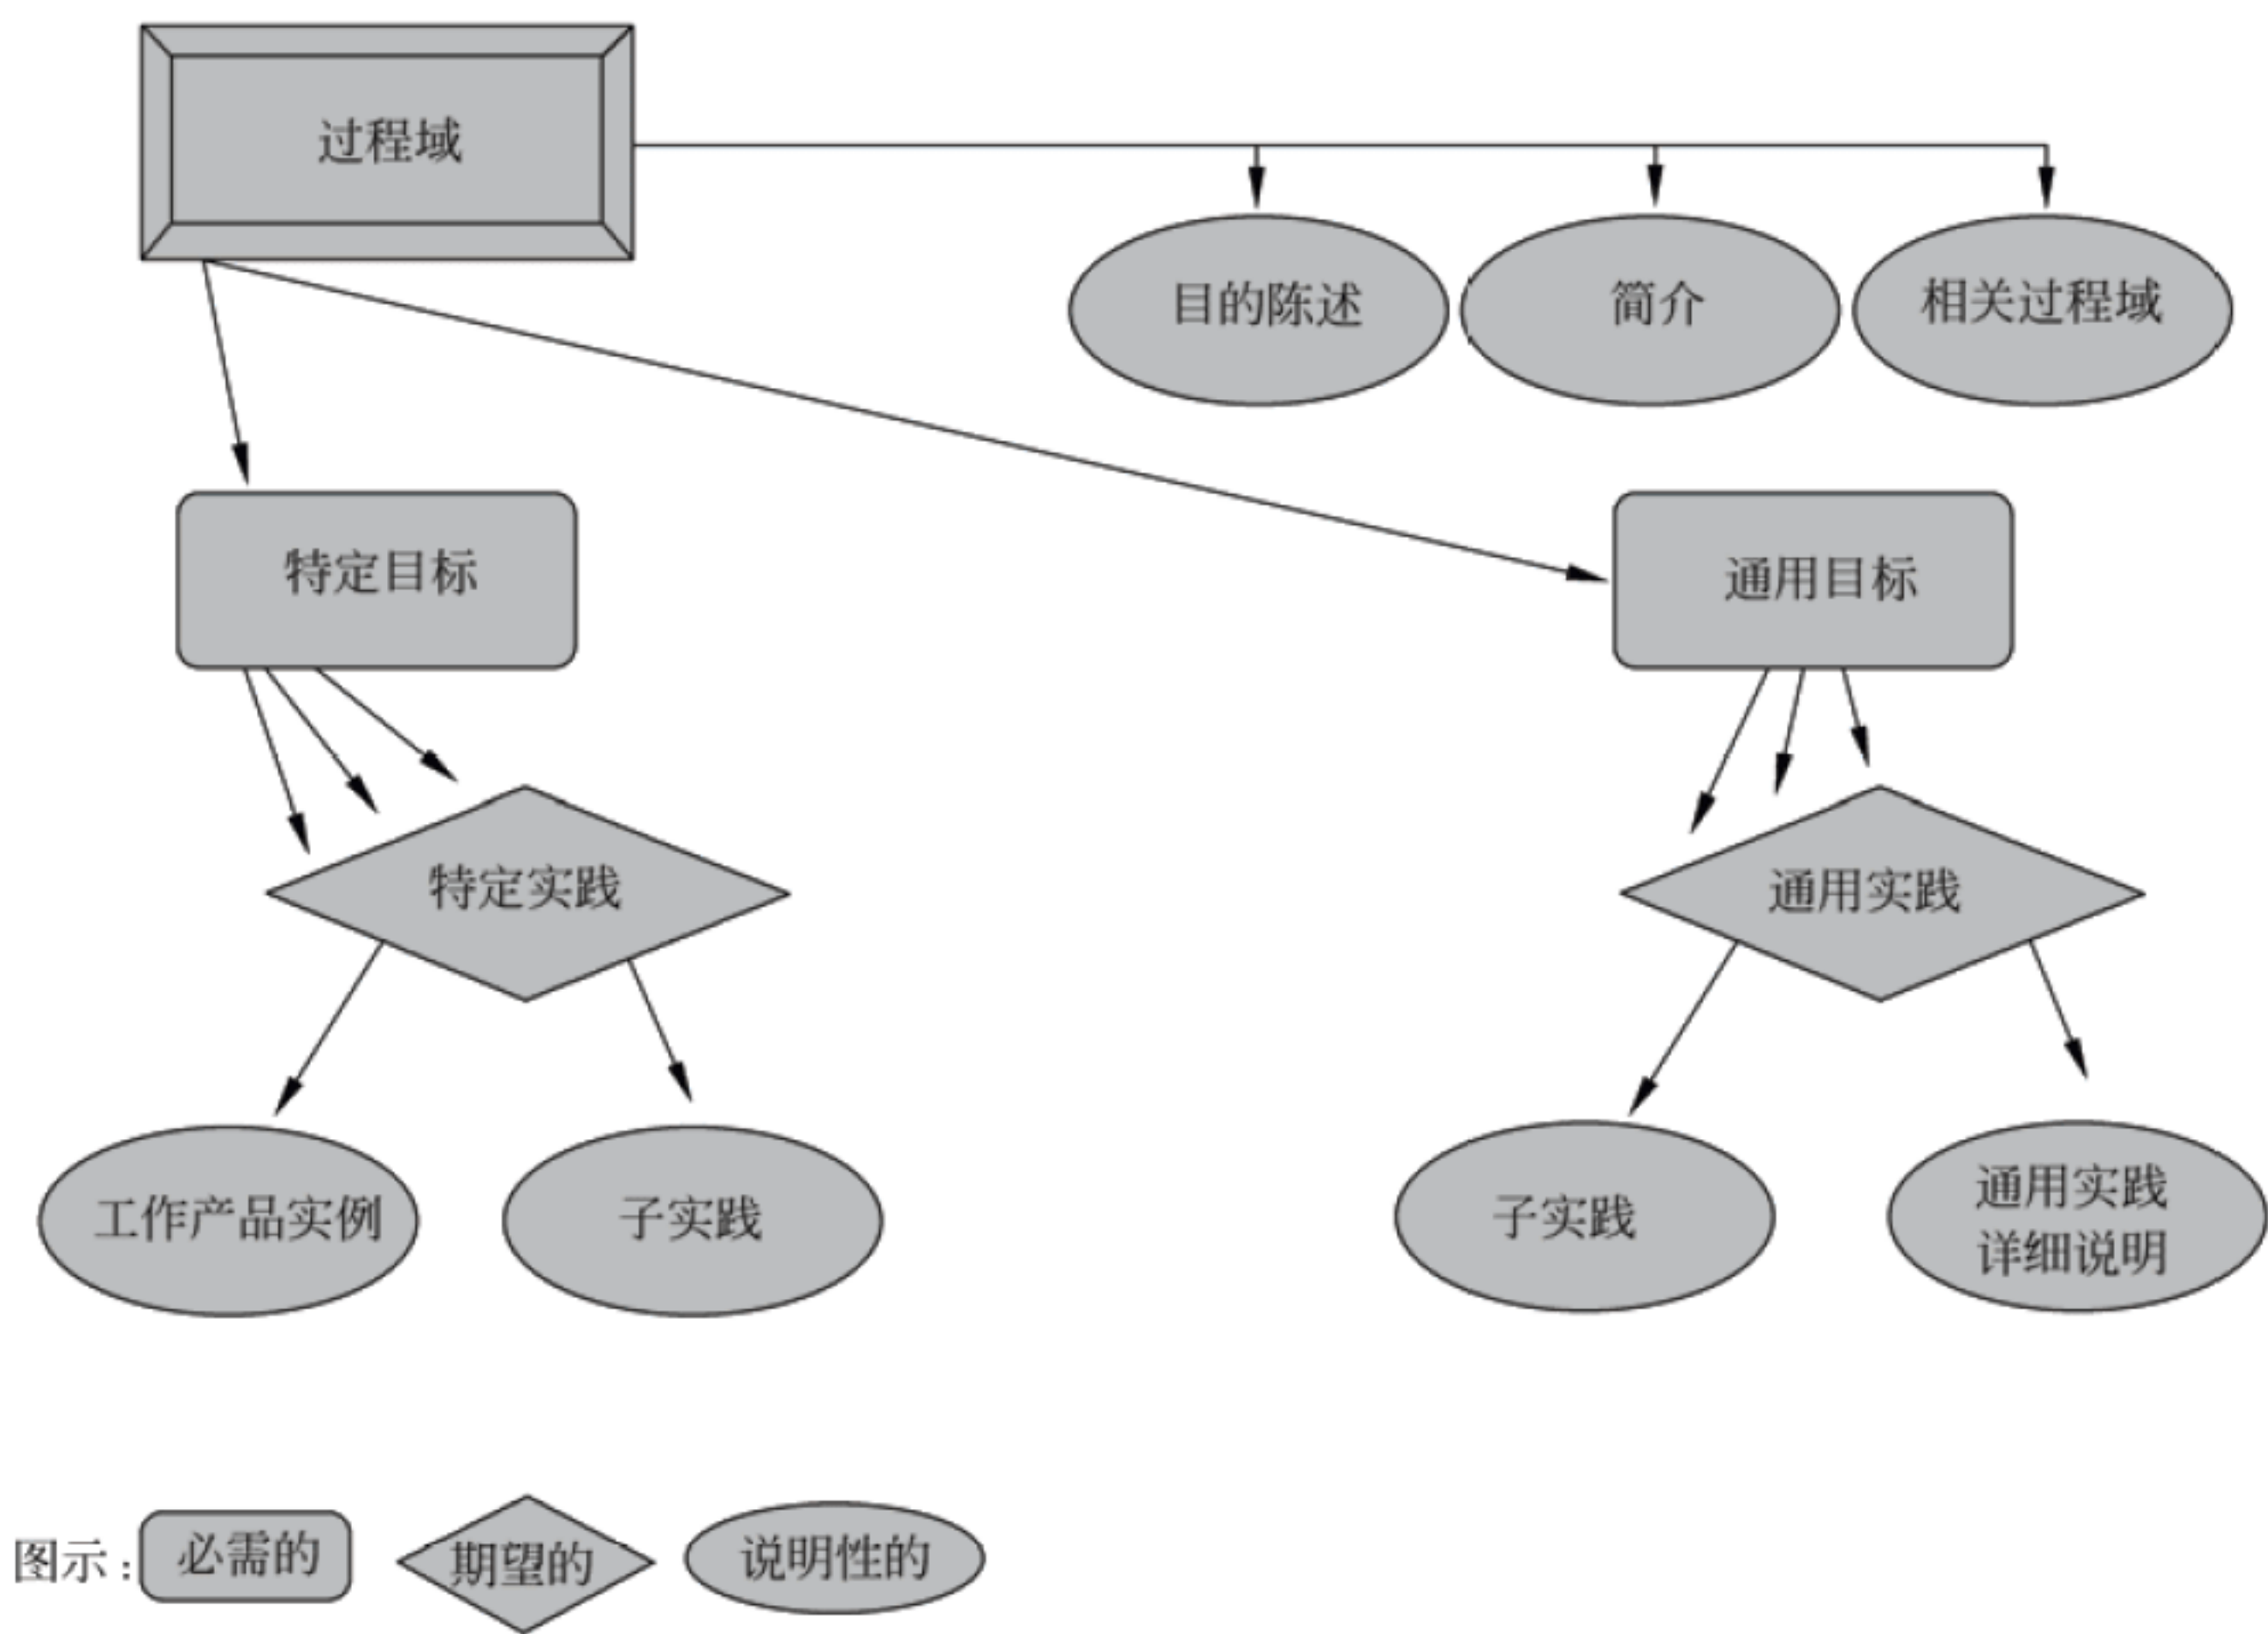 过程域
目的陈述
简介
相关过程域
特定目标
通用目标
特定实践
通用实践
工作产品实例
子实践
子实践
通用实践
详细说明
图示：
必需的
期望的
说明性的